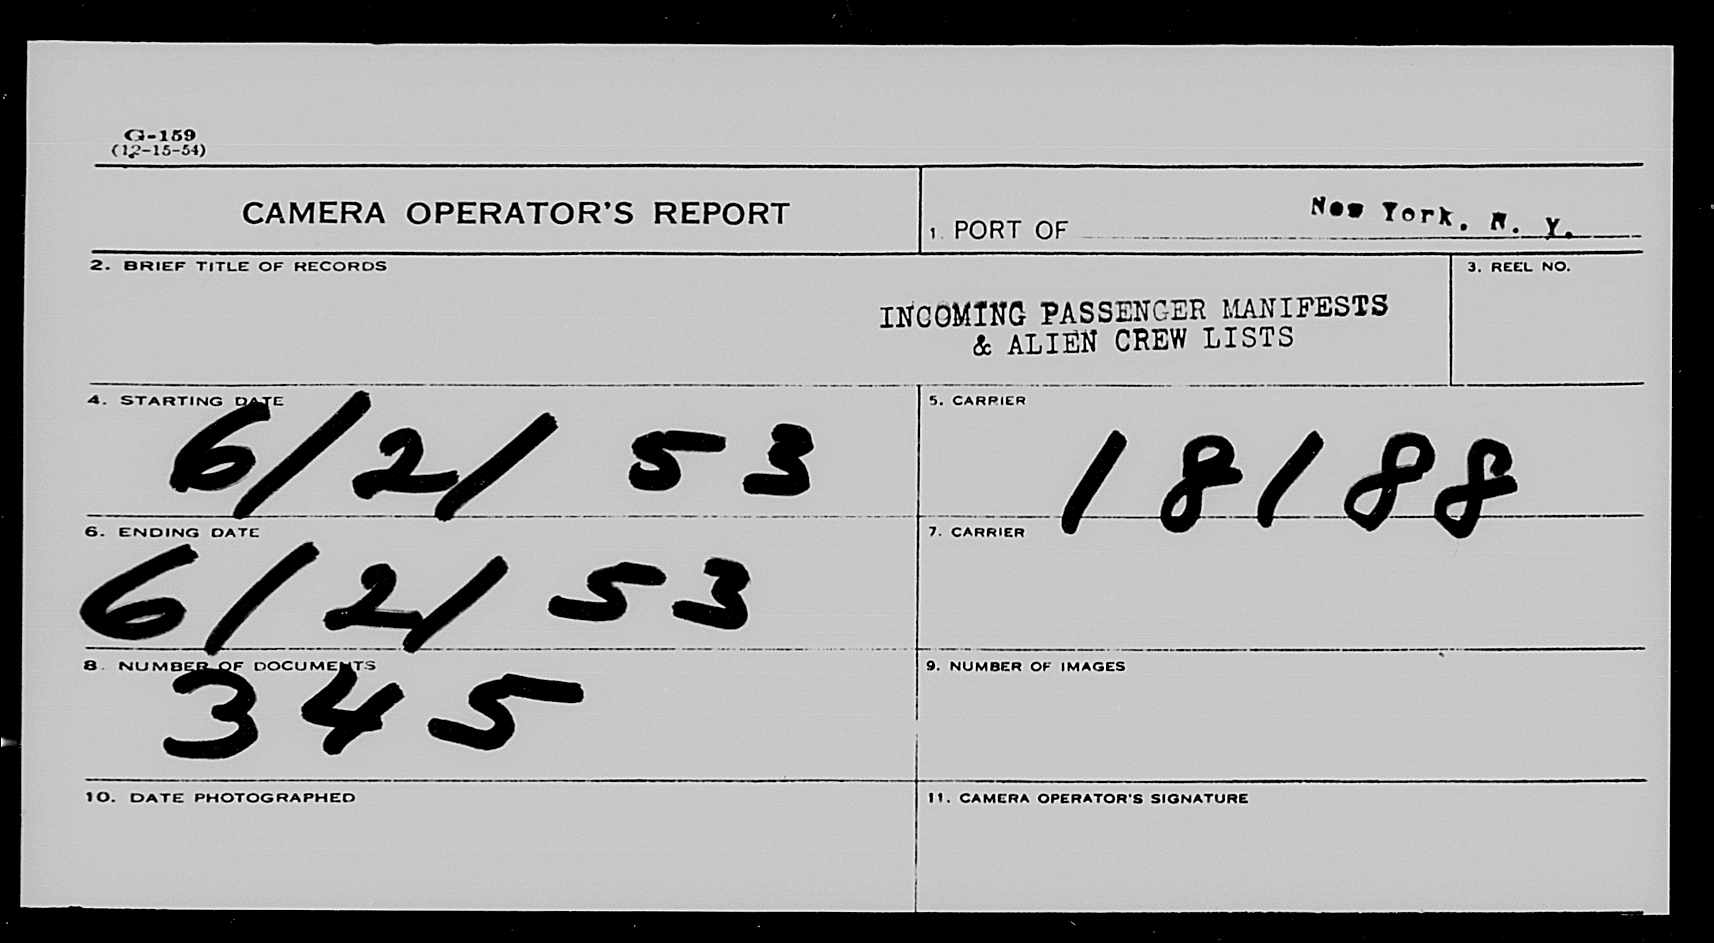 G-159
(12-15-54)
CAMERA OPERATOR'S REPORT
1. PORT OF New York, N. Y.
2. BRIEF TITLE OF RECORDS
INCOMING PASSENGER MANIFESTS
& ALIEN CREW LISTS
3. REEL NO.
4. STARTING DATE
6/2/53
5. CARRIER
18188
6. ENDING DATE
6/2/53
7. CARRIER
8. NUMBER OF DOCUMENTS
345
9. NUMBER OF IMAGES
10. DATE PHOTOGRAPHED
11. CAMERA OPERATOR'S SIGNATURE